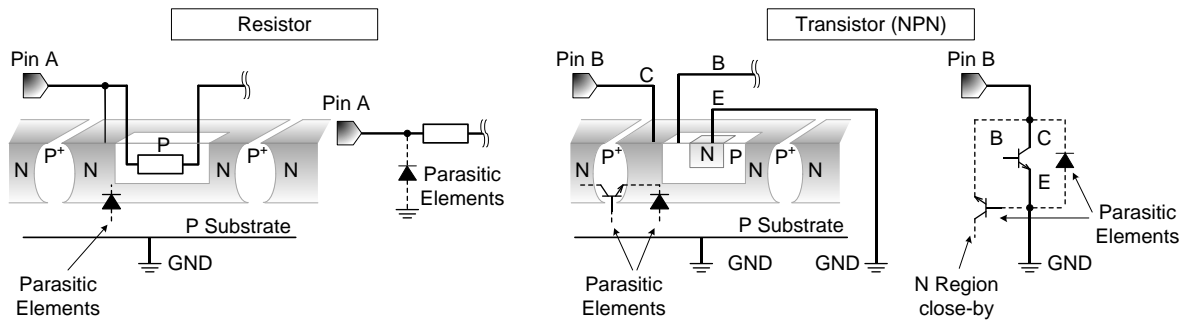 Resistor
Transistor (NPN)
Pin A
Pin A
N
P+
N
P
N
P+
N
Parasitic
Elements
P Substrate
GND
Parasitic
Elements
Pin B
C
B
E
N
P+
N
N
P
N
P+
N
P Substrate
GND
GND
Parasitic
Elements
Pin B
B
C
E
Parasitic
Elements
GND
N Region
close-by